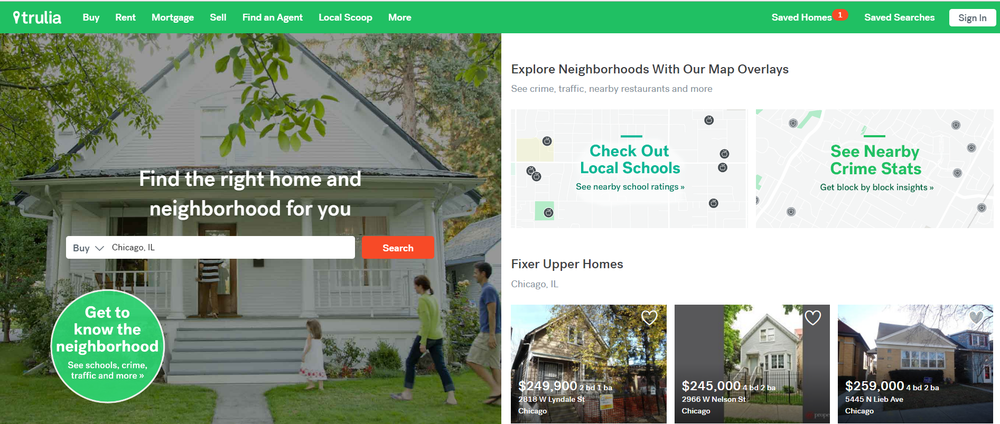 trulia
Buy
Rent
Mortgage
Sell
Find an Agent
Local Scoop
More
Saved Homes
1
Saved Searches
Sign In
Find the right home and
neighborhood for you
Buy
Chicago, IL
Search
Get to
know the
neighborhood
See schools, crime,
traffic and more »
Explore Neighborhoods With Our Map Overlays
See crime, traffic, nearby restaurants and more
Check Out
Local Schools
See nearby school ratings »
See Nearby
Crime Stats
Get block by block insights »
Fixer Upper Homes
Chicago, IL
$249,900 2 bd 1 ba
2818 W Lyndale St
Chicago
$245,000 4 bd 2 ba
2966 W Nelson St
Chicago
$259,000 4 bd 2 ba
5445 N Lieb Ave
Chicago